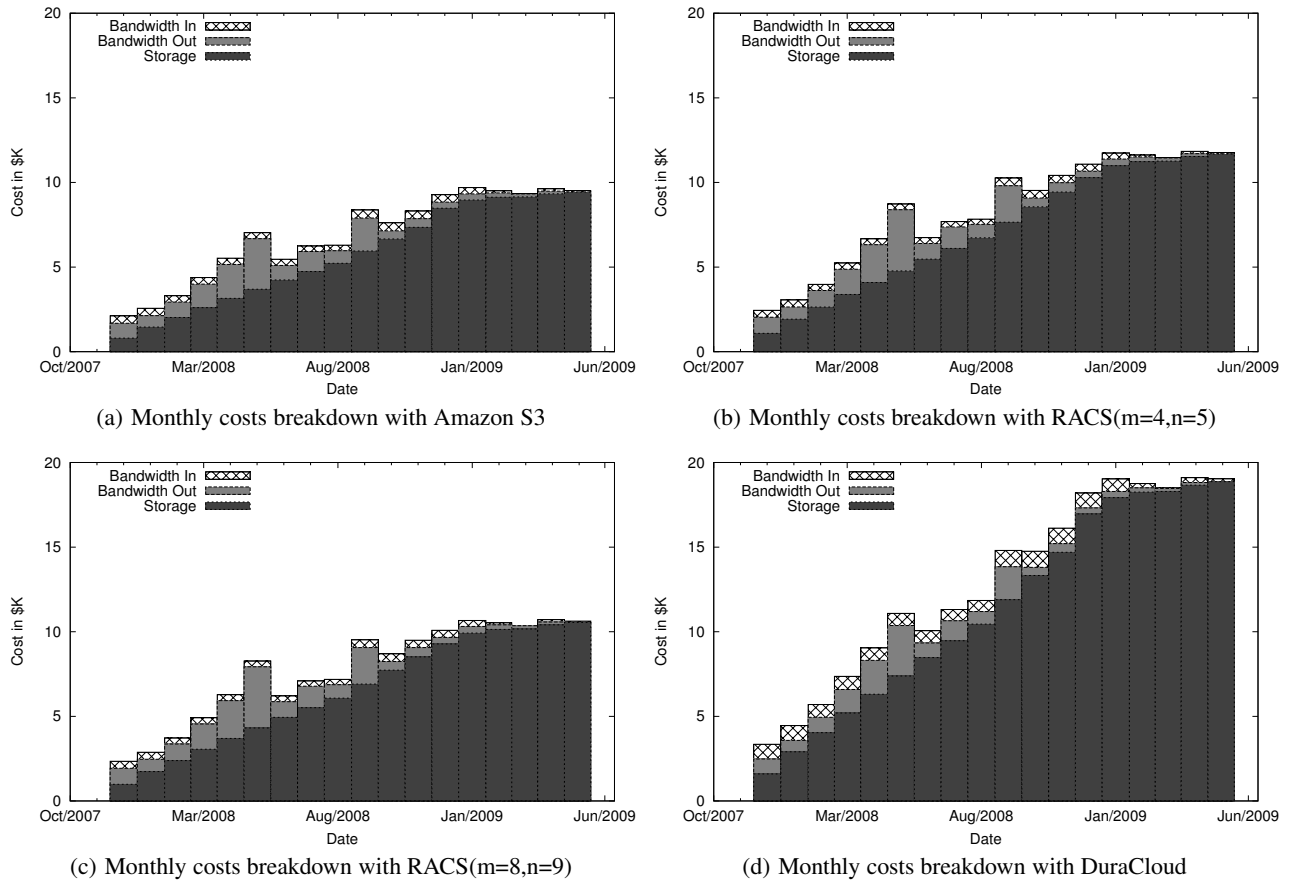 20
15
10
5
0
Cost in $K
Bandwidth In
Bandwidth Out
Storage
Oct/2007 Mar/2008 Aug/2008 Jan/2009 Jun/2009
Date
(a) Monthly costs breakdown with Amazon S3
20
15
10
5
0
Cost in $K
Bandwidth In
Bandwidth Out
Storage
Oct/2007 Mar/2008 Aug/2008 Jan/2009 Jun/2009
Date
(b) Monthly costs breakdown with RACS(m=4,n=5)
20
15
10
5
0
Cost in $K
Bandwidth In
Bandwidth Out
Storage
Oct/2007 Mar/2008 Aug/2008 Jan/2009 Jun/2009
Date
(c) Monthly costs breakdown with RACS(m=8,n=9)
20
15
10
5
0
Cost in $K
Bandwidth In
Bandwidth Out
Storage
Oct/2007 Mar/2008 Aug/2008 Jan/2009 Jun/2009
Date
(d) Monthly costs breakdown with DuraCloud